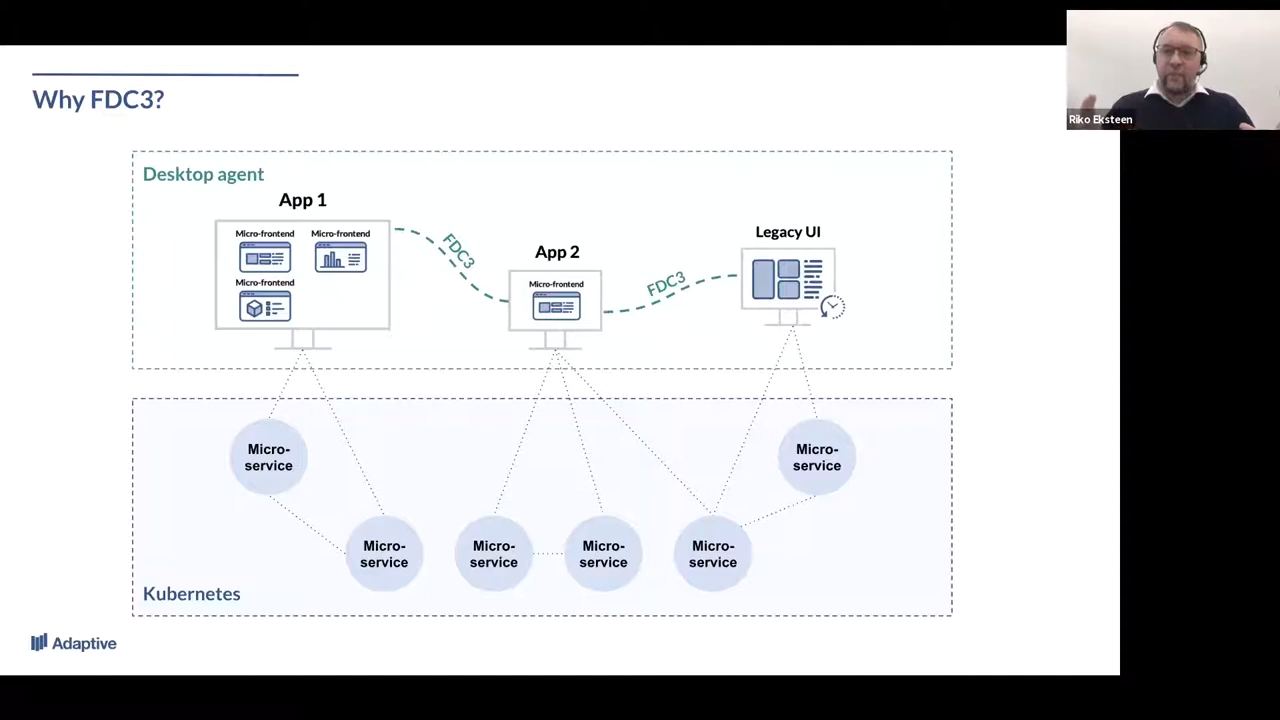 Riko Eksteen
Why FDC3?
Desktop agent
App 1
Micro-frontend
Micro-frontend
Micro-frontend
FDC3
App 2
Micro-frontend
FDC3
Legacy UI
Micro-
service
Micro-
service
Micro-
service
Micro-
service
Micro-
service
Micro-
service
Kubernetes
Adaptive